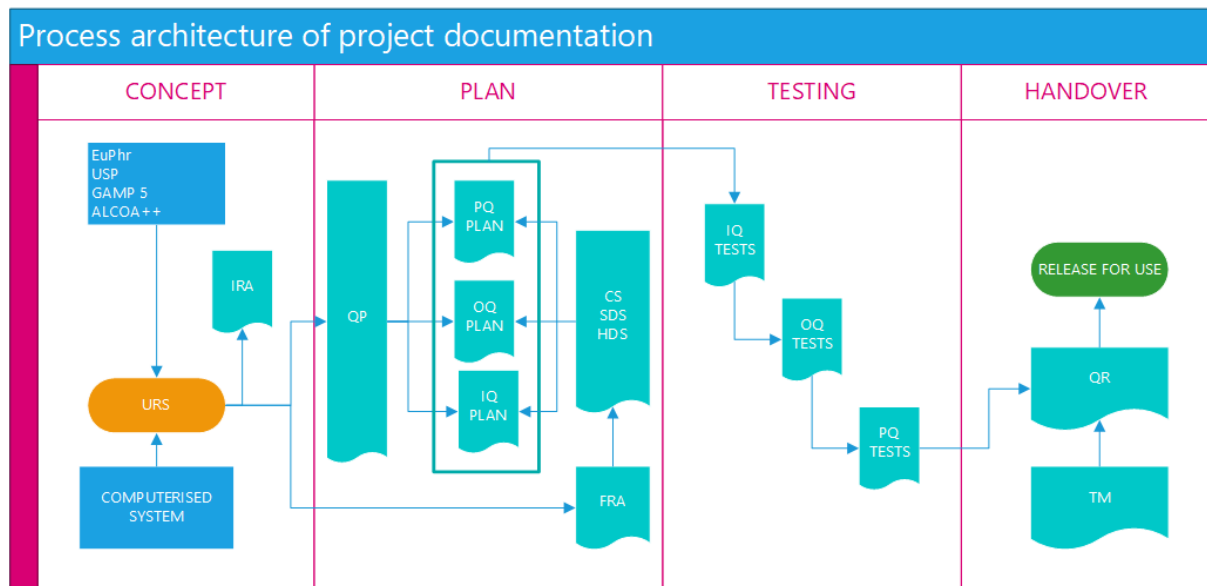 Process architecture of project documentation
CONCEPT
PLAN
TESTING
HANDOVER
EuPhr
USP
GAMP 5
ALCOA++
IRA
URS
COMPUTERISED
SYSTEM
QP
PQ
PLAN
OQ
PLAN
IQ
PLAN
CS
SDS
HDS
FRA
IQ
TESTS
OQ
TESTS
PQ
TESTS
RELEASE FOR USE
QR
TM